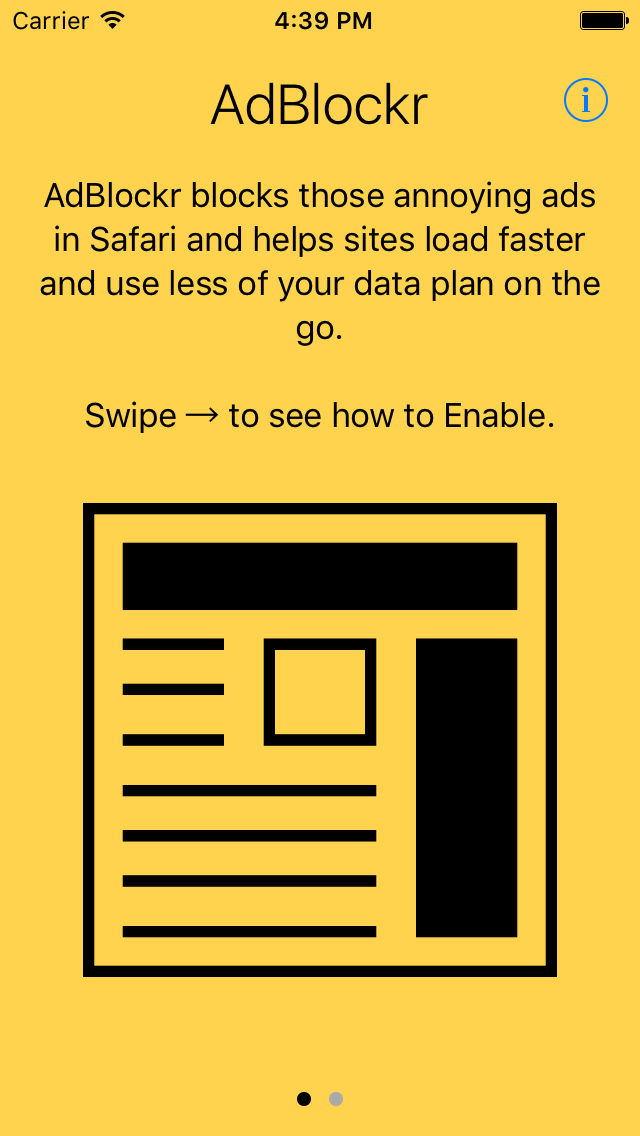 Carrier 4:39 PM
AdBlockr
i
AdBlockr blocks those annoying ads
in Safari and helps sites load faster
and use less of your data plan on the
go.
Swipe → to see how to Enable.